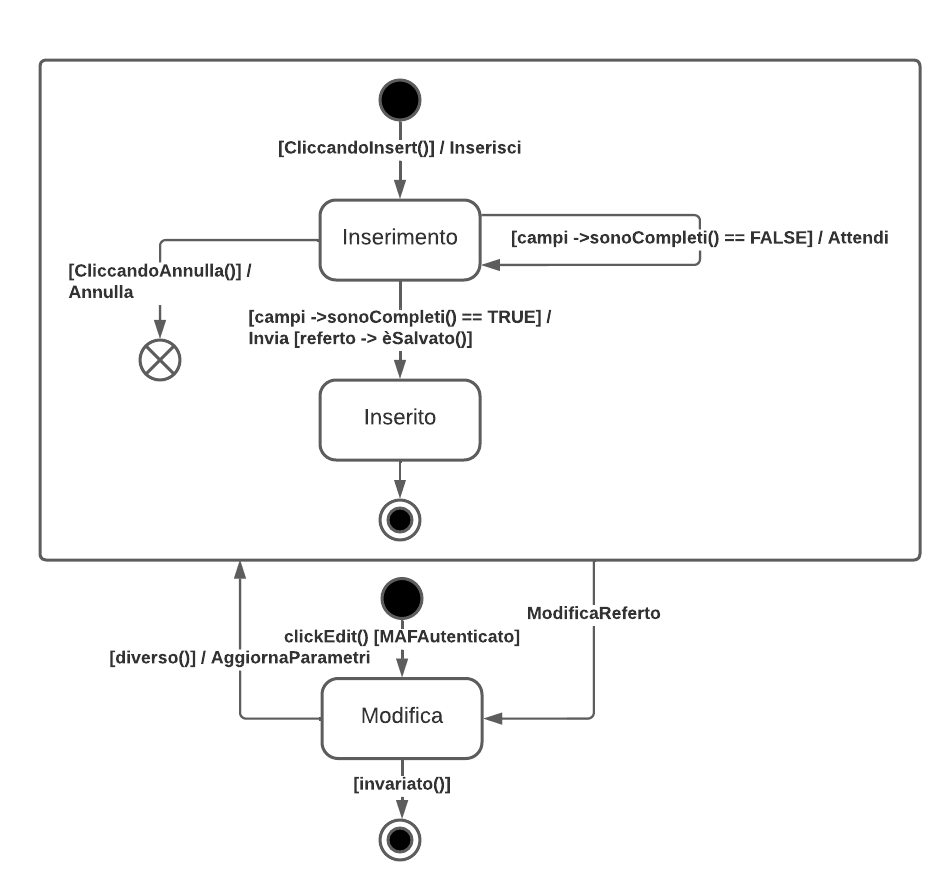 [CliccandoInsert()] / Inserisci
Inserimento
[campi ->sonoCompleti() == FALSE] / Attendi
[CliccandoAnnulla()] /
Annulla
[campi ->sonoCompleti() == TRUE] /
Invia [referto -> èSalvato()]
Inserito
ModificaReferto
clickEdit() [MAFAutenticato]
[diverso()] / AggiornaParametri
Modifica
[invariato()]